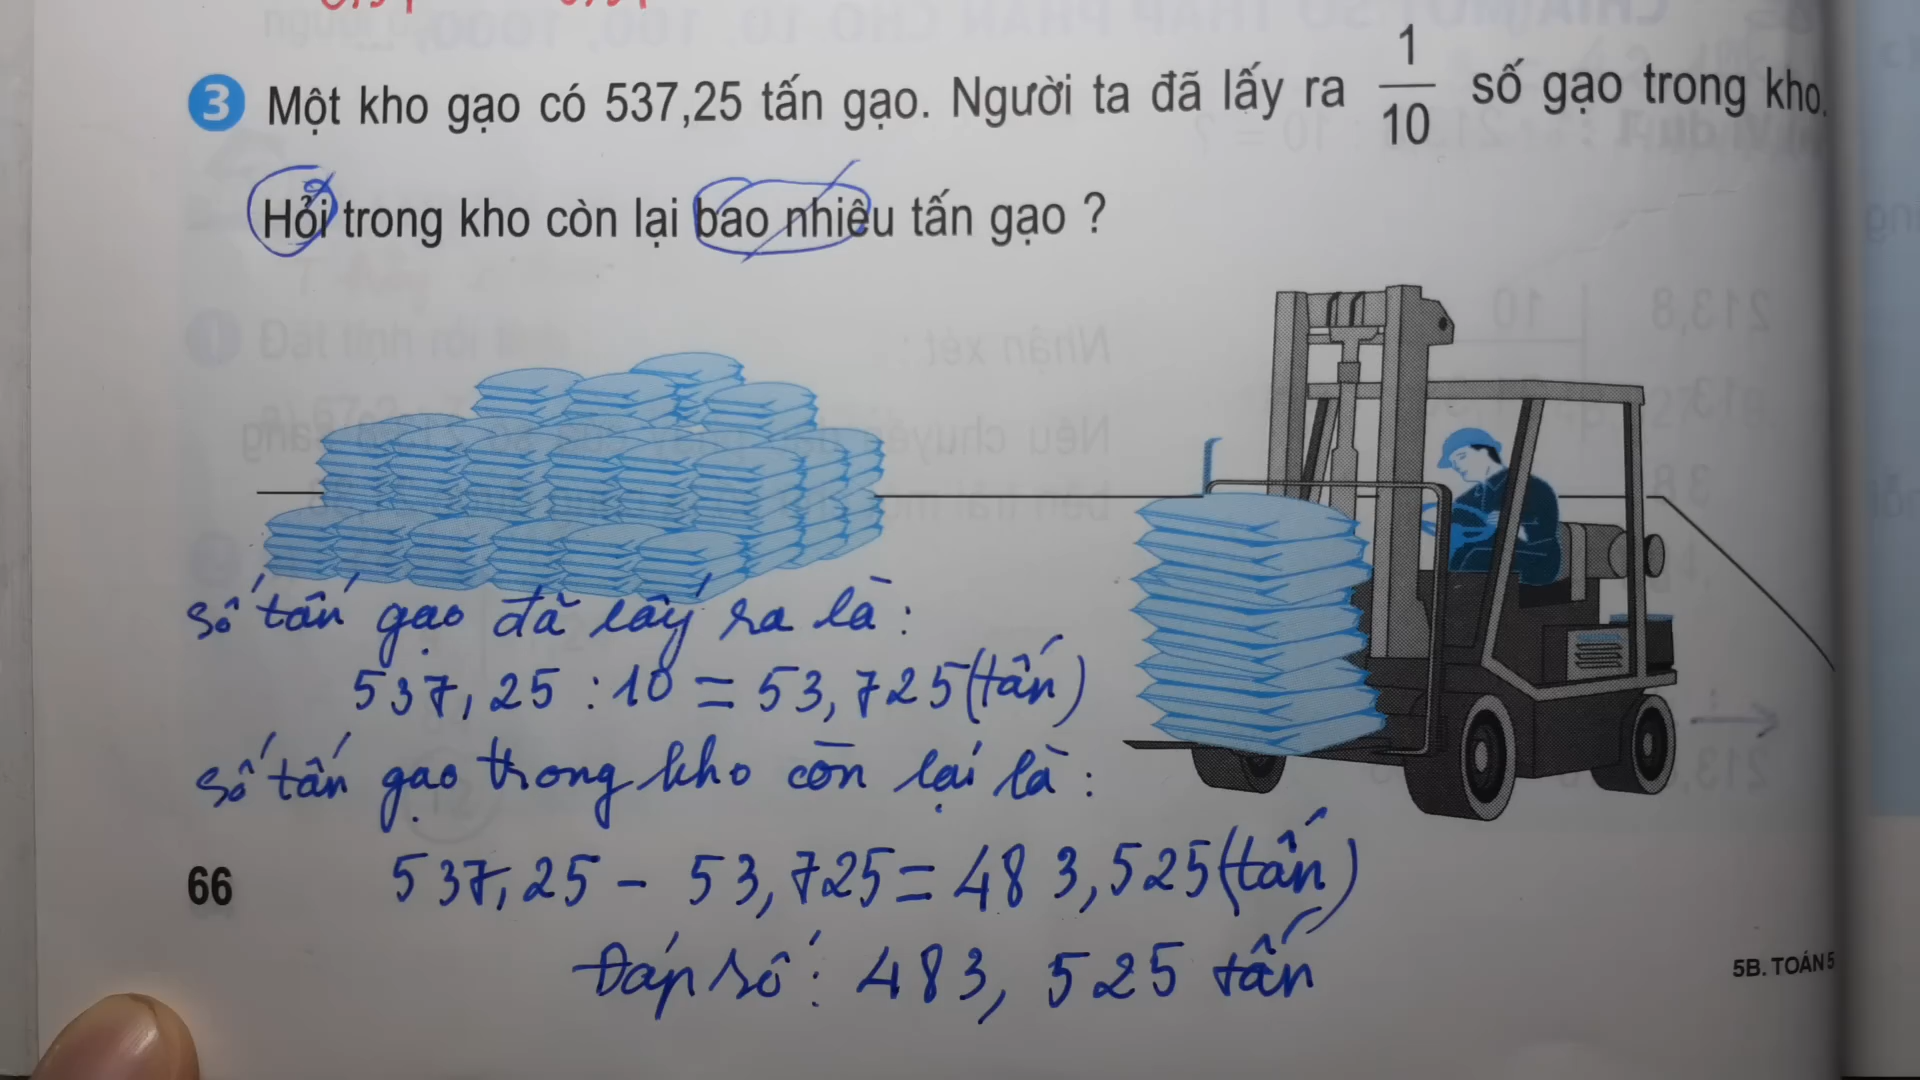 3 Một kho gạo có 537,25 tấn gạo. Người ta đã lấy ra 1/10 số gạo trong kho.
Hỏi trong kho còn lại bao nhiêu tấn gạo ?
Số tấn gạo đã lấy ra là:
537,25 : 10 = 53,725 (tấn)
Số tấn gạo trong kho còn lại là:
537,25 - 53,725 = 483,525 (tấn)
Đáp số: 483,525 tấn
66
5B. TOÁN 5